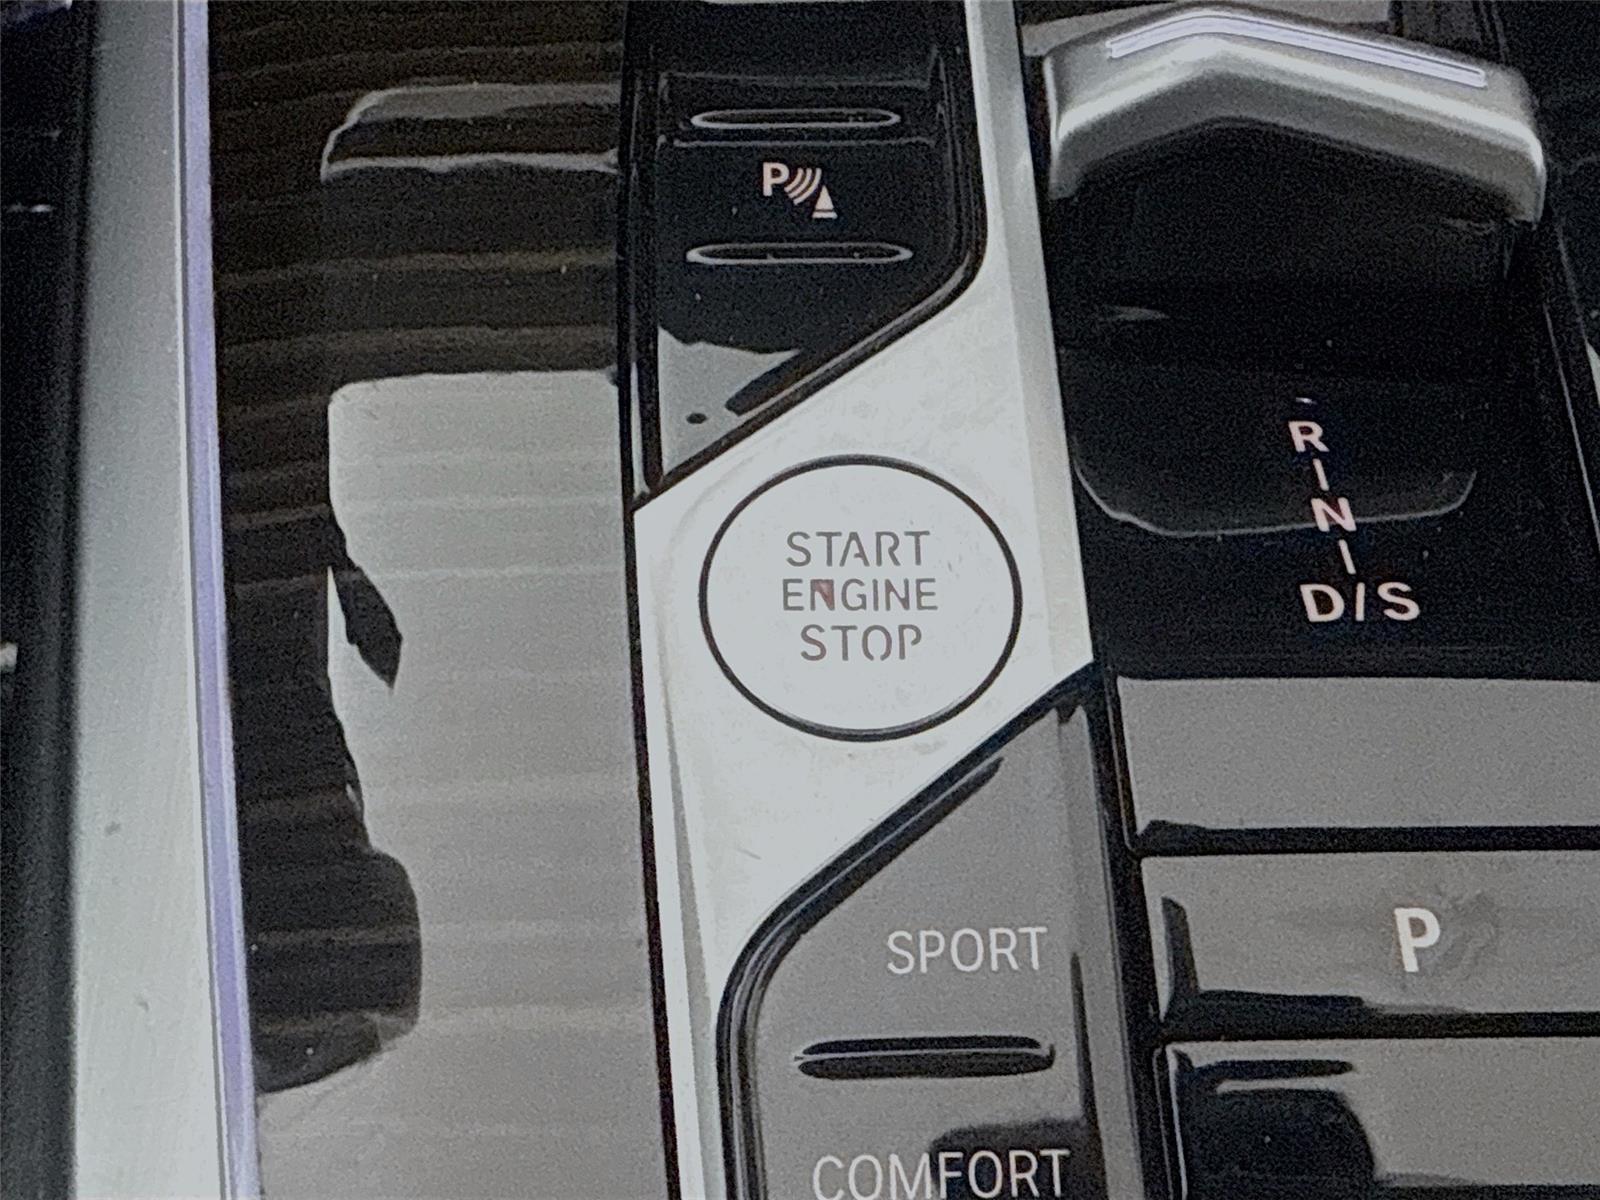 P
R
N
D/S
START
ENGINE
STOP
P
SPORT
COMFORT